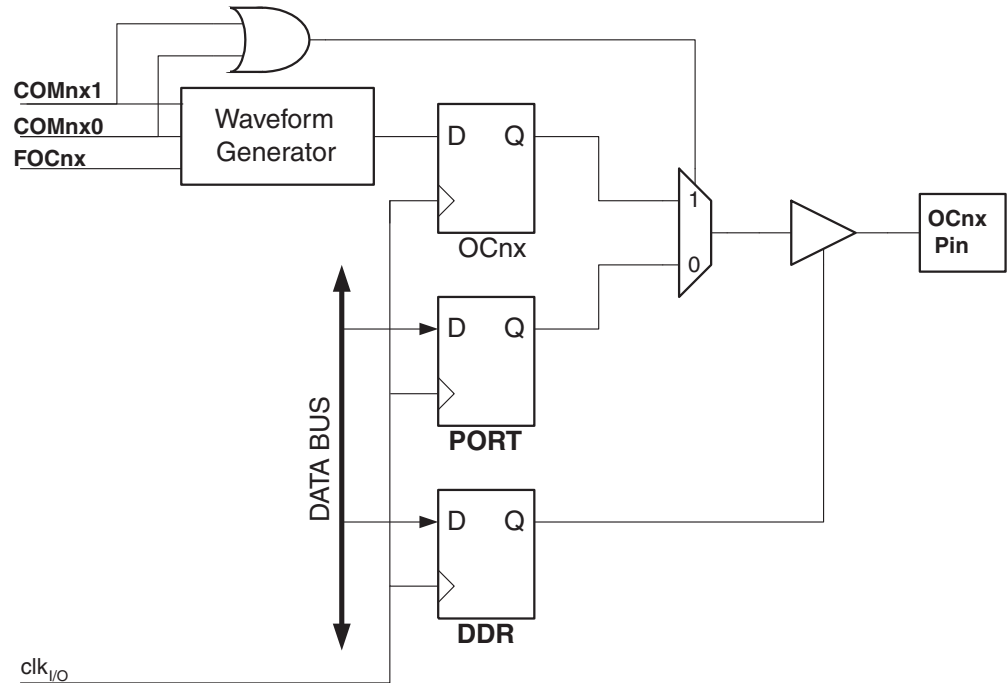 COMnx1
COMnx0
FOCnx
Waveform
Generator
D Q
OCnx
1
0
OCnx
Pin
D Q
PORT
DATA BUS
D Q
DDR
clkI/O